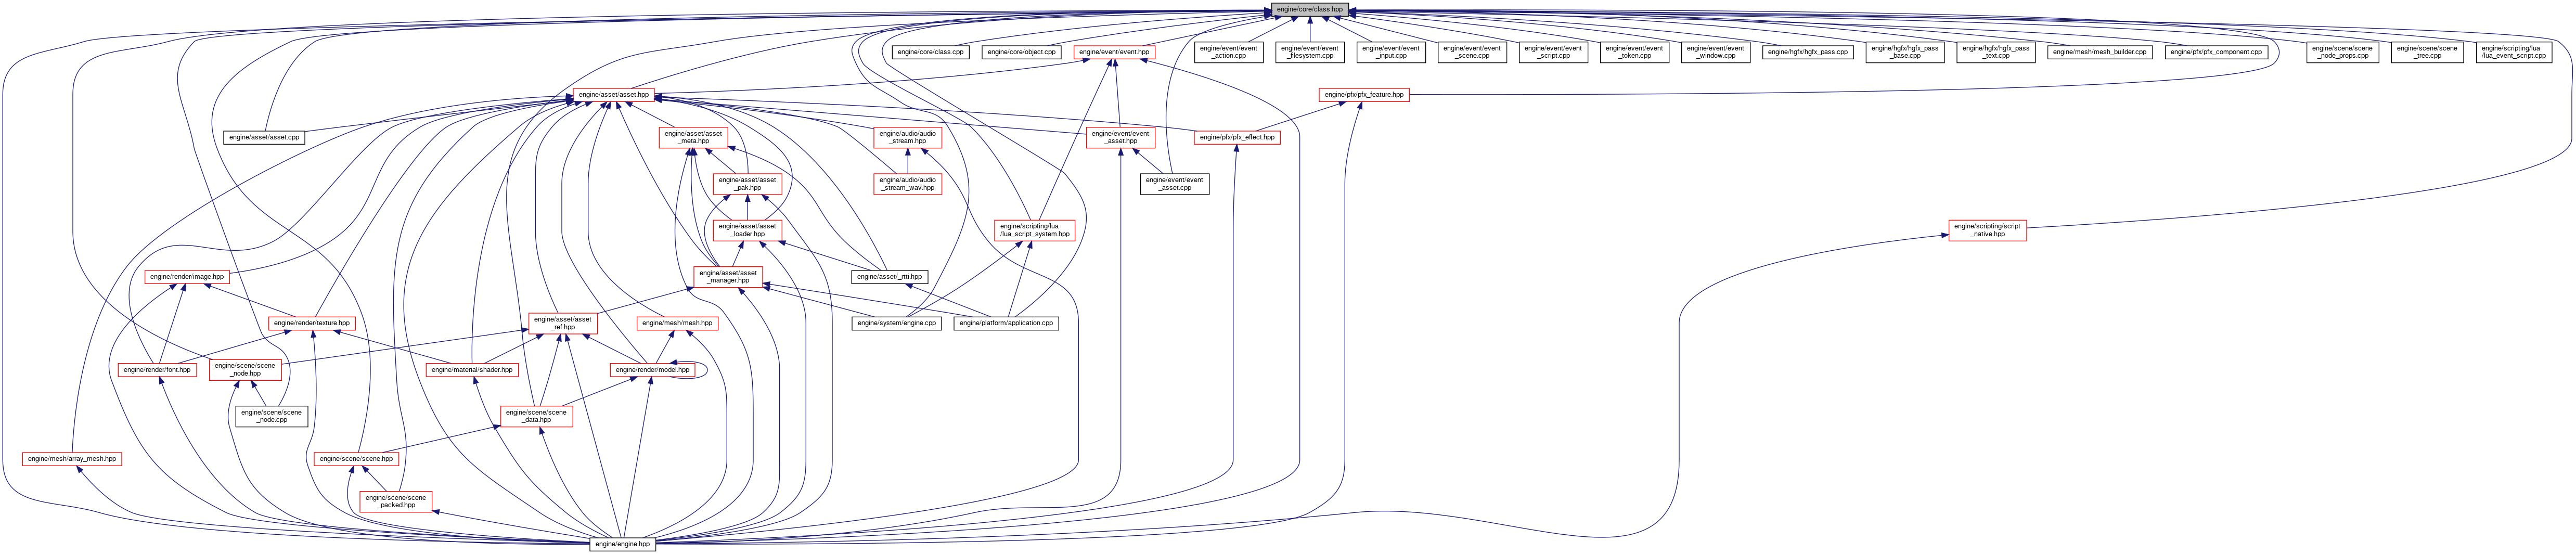 engine/core/class.hpp
engine/core/class.cpp
engine/core/object.cpp
engine/event/event.hpp
engine/event/event
_action.cpp
engine/event/event
_filesystem.cpp
engine/event/event
_input.cpp
engine/event/event
_scene.cpp
engine/event/event
_script.cpp
engine/event/event
_token.cpp
engine/event/event
_window.cpp
engine/hgfx/hgfx_pass.cpp
engine/hgfx/hgfx_pass
_base.cpp
engine/hgfx/hgfx_pass
_text.cpp
engine/mesh/mesh_builder.cpp
engine/pfx/pfx_component.cpp
engine/scene/scene
_node_props.cpp
engine/scene/scene
_tree.cpp
engine/scripting/lua
/lua_event_script.cpp
engine/asset/asset.hpp
engine/pfx/pfx_feature.hpp
engine/asset/asset.cpp
engine/asset/asset
_meta.hpp
engine/audio/audio
_stream.hpp
engine/event/event
_asset.hpp
engine/pfx/pfx_effect.hpp
engine/asset/asset
_pak.hpp
engine/audio/audio
_stream_wav.hpp
engine/event/event
_asset.cpp
engine/asset/asset
_loader.hpp
engine/scripting/lua
/lua_script_system.hpp
engine/scripting/script
_native.hpp
engine/render/image.hpp
engine/asset/asset
_manager.hpp
engine/asset/_rtti.hpp
engine/render/texture.hpp
engine/asset/asset
_ref.hpp
engine/mesh/mesh.hpp
engine/system/engine.cpp
engine/platform/application.cpp
engine/render/font.hpp
engine/scene/scene
_node.hpp
engine/material/shader.hpp
engine/render/model.hpp
engine/scene/scene
_node.cpp
engine/scene/scene
_data.hpp
engine/mesh/array_mesh.hpp
engine/scene/scene.hpp
engine/scene/scene
_packed.hpp
engine/engine.hpp